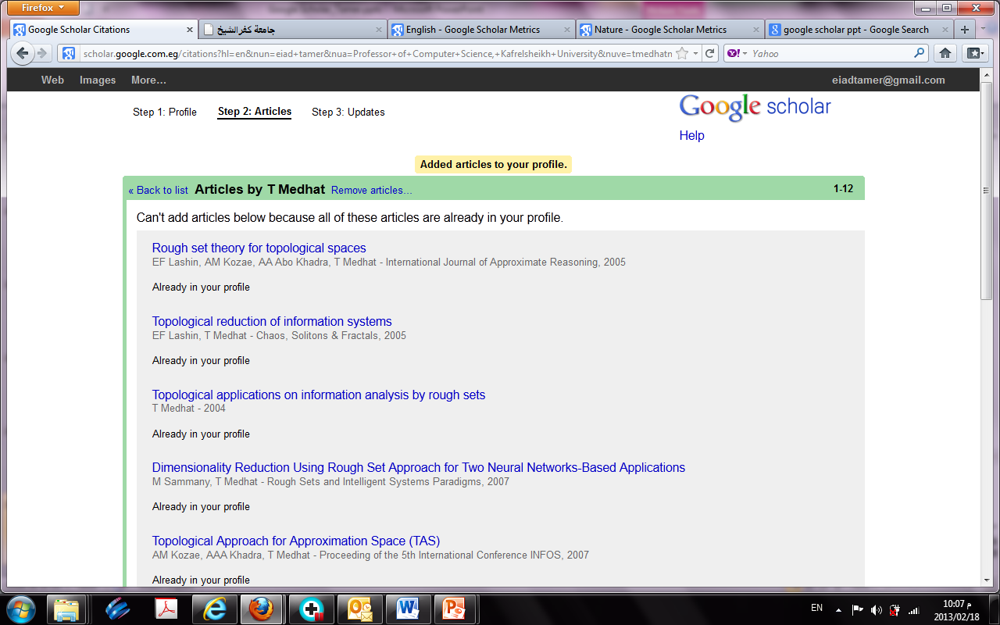 Firefox
Google Scholar Citations
جامعة كفرالشيخ
English - Google Scholar Metrics
Nature - Google Scholar Metrics
google scholar ppt - Google Search
scholar.google.com.eg/citations?hl=en&nun=eiad+tamer&nua=Professor+of+Computer+Science,+Kafrelsheikh+University&nuve=tmedhatn
Yahoo
Web Images More...
eiadtamer@gmail.com
Step 1: Profile Step 2: Articles Step 3: Updates
Google scholar
Help
Added articles to your profile.
« Back to list Articles by T Medhat Remove articles... 1-12
Can't add articles below because all of these articles are already in your profile.
Rough set theory for topological spaces
EF Lashin, AM Kozae, AA Abo Khadra, T Medhat - International Journal of Approximate Reasoning, 2005
Already in your profile
Topological reduction of information systems
EF Lashin, T Medhat - Chaos, Solitons & Fractals, 2005
Already in your profile
Topological applications on information analysis by rough sets
T Medhat - 2004
Already in your profile
Dimensionality Reduction Using Rough Set Approach for Two Neural Networks-Based Applications
M Sammany, T Medhat - Rough Sets and Intelligent Systems Paradigms, 2007
Already in your profile
Topological Approach for Approximation Space (TAS)
AM Kozae, AAA Khadra, T Medhat - Proceeding of the 5th International Conference INFOS, 2007
Already in your profile
EN
10:07 م
2013/02/18